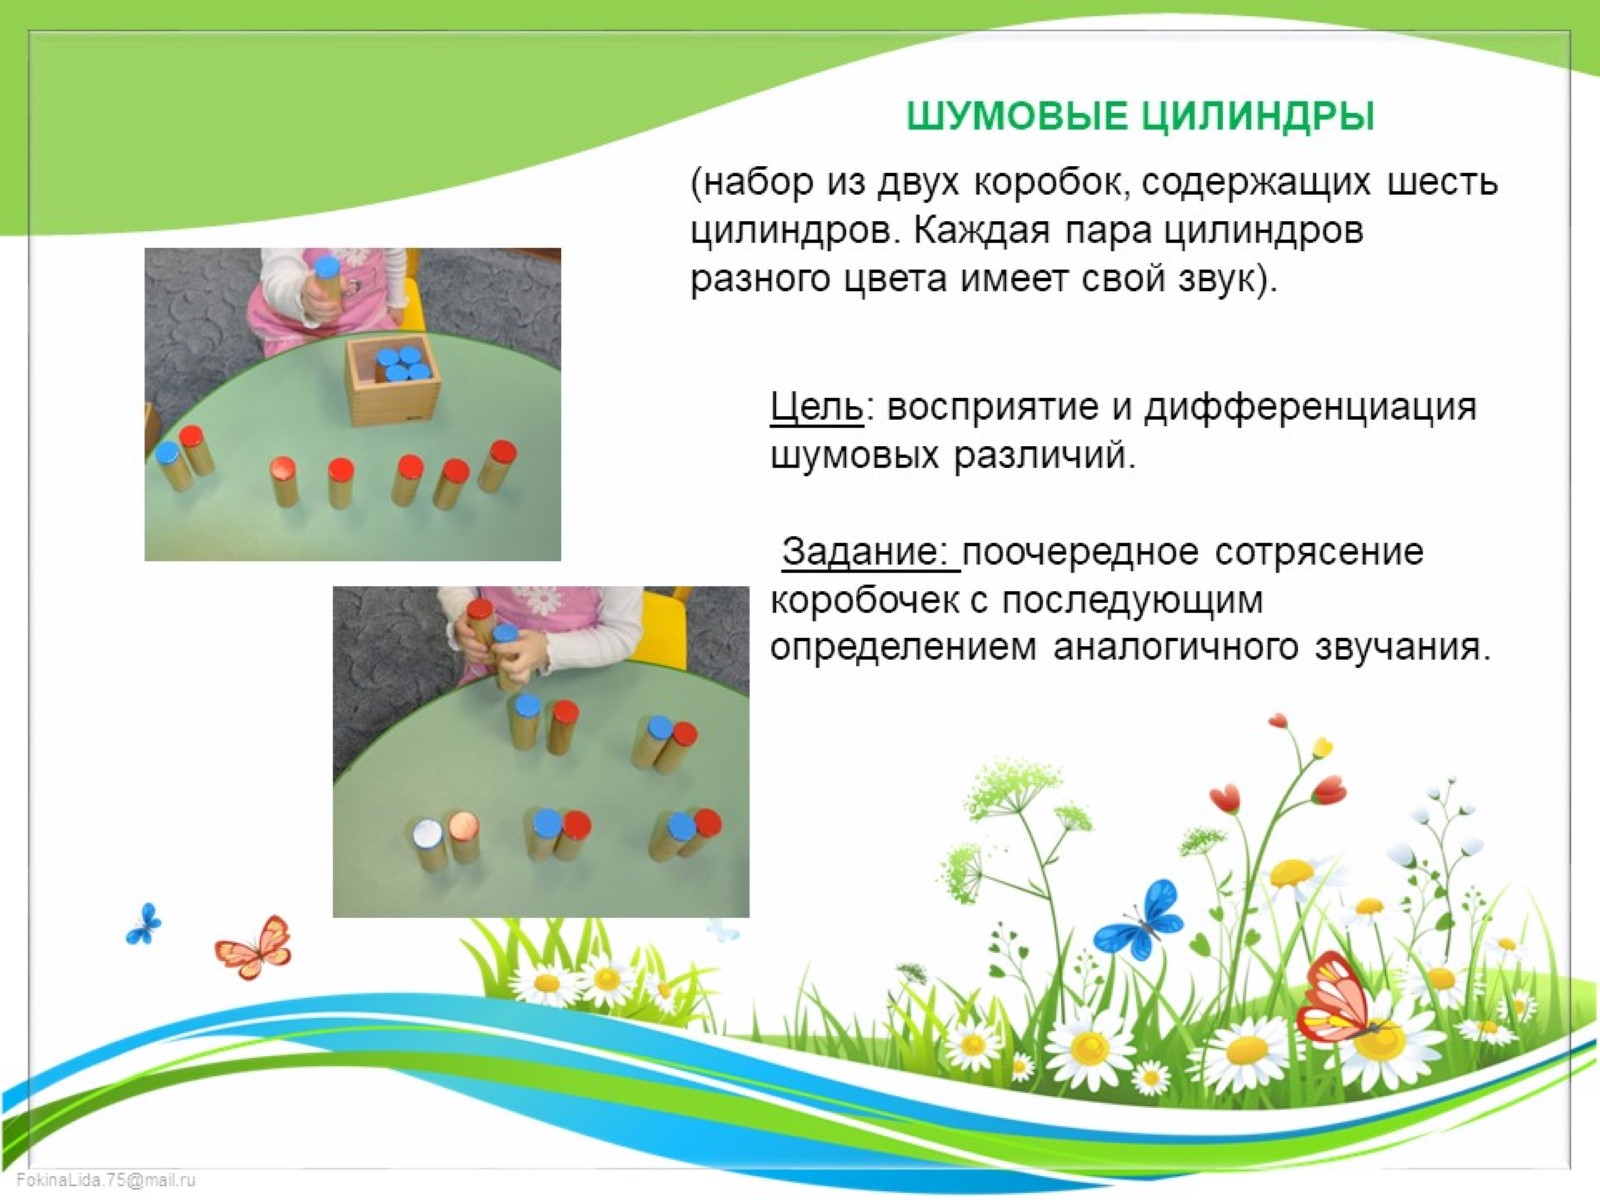 ШУМОВЫЕ ЦИЛИНДРЫ
(набор из двух коробок, содержащих шесть
цилиндров. Каждая пара цилиндров
разного цвета имеет свой звук).
Цель: восприятие и дифференциация
шумовых различий.
Задание: поочередное сотрясение
коробочек с последующим
определением аналогичного звучания.
FokinaLida.75@mail.ru